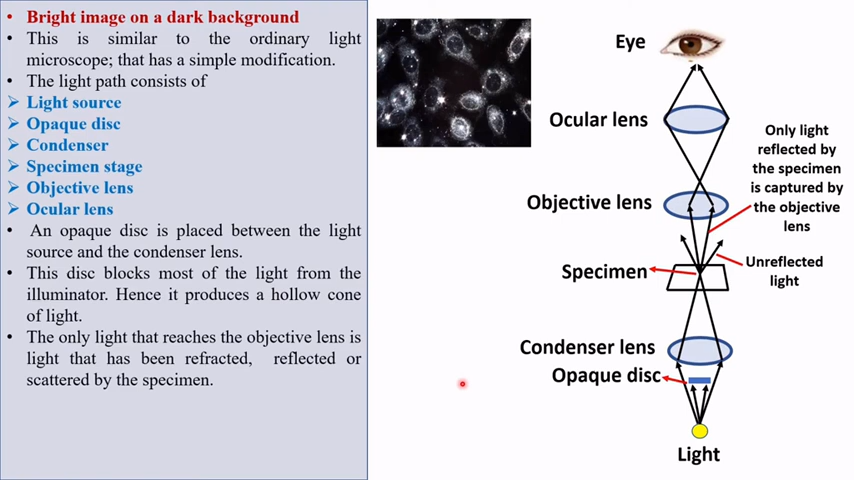 Bright image on a dark background
This is similar to the ordinary light
microscope; that has a simple modification.
The light path consists of
Light source
Opaque disc
Condenser
Specimen stage
Objective lens
Ocular lens
An opaque disc is placed between the light
source and the condenser lens.
This disc blocks most of the light from the
illuminator. Hence it produces a hollow cone
of light.
The only light that reaches the objective lens is
light that has been refracted, reflected or
scattered by the specimen.
Eye
Ocular lens
Only light
reflected by
the specimen
is captured by
the objective
lens
Objective lens
Specimen
Unreflected
light
Condenser lens
Opaque disc
Light